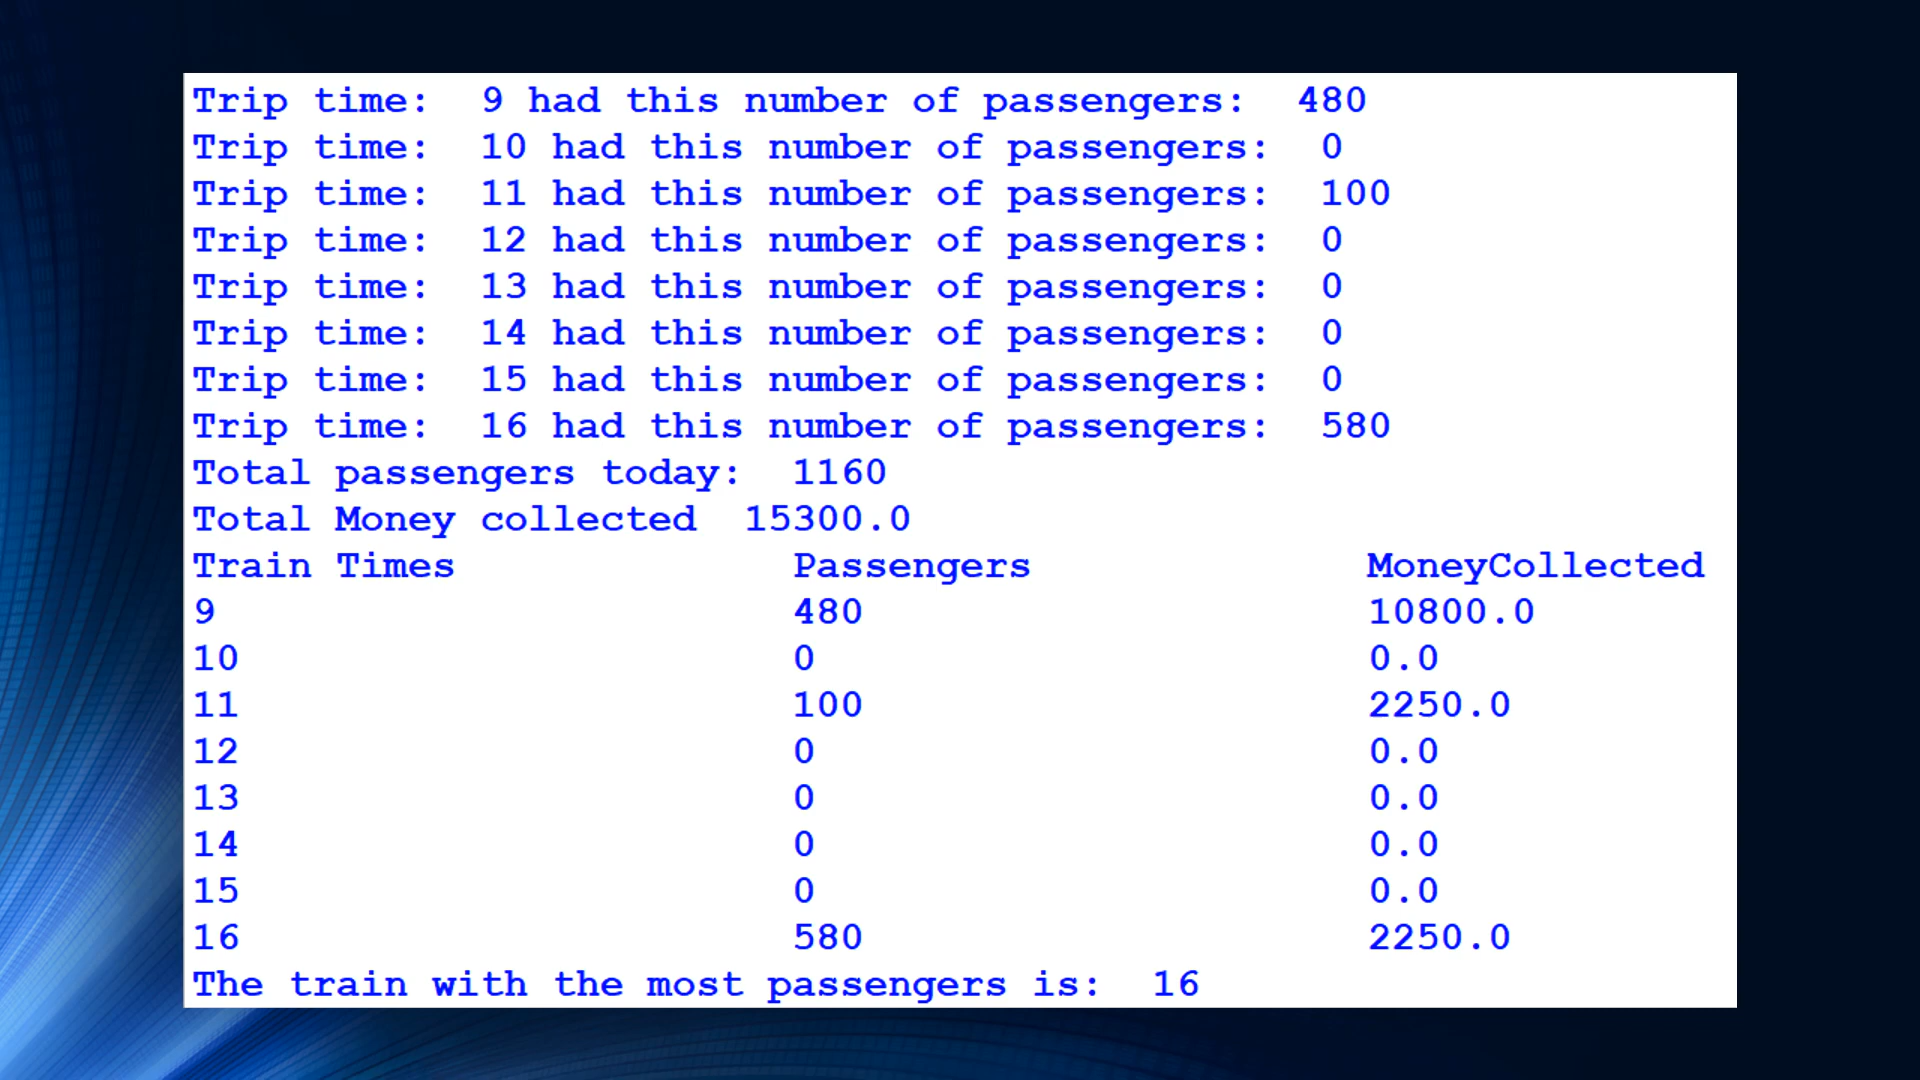 Trip time:  9 had this number of passengers:  480
Trip time:  10 had this number of passengers:  0
Trip time:  11 had this number of passengers:  100
Trip time:  12 had this number of passengers:  0
Trip time:  13 had this number of passengers:  0
Trip time:  14 had this number of passengers:  0
Trip time:  15 had this number of passengers:  0
Trip time:  16 had this number of passengers:  580
Total passengers today:  1160
Total Money collected  15300.0
Train Times Passengers MoneyCollected
9 480 10800.0
10 0 0.0
11 100 2250.0
12 0 0.0
13 0 0.0
14 0 0.0
15 0 0.0
16 580 2250.0
The train with the most passengers is:  16